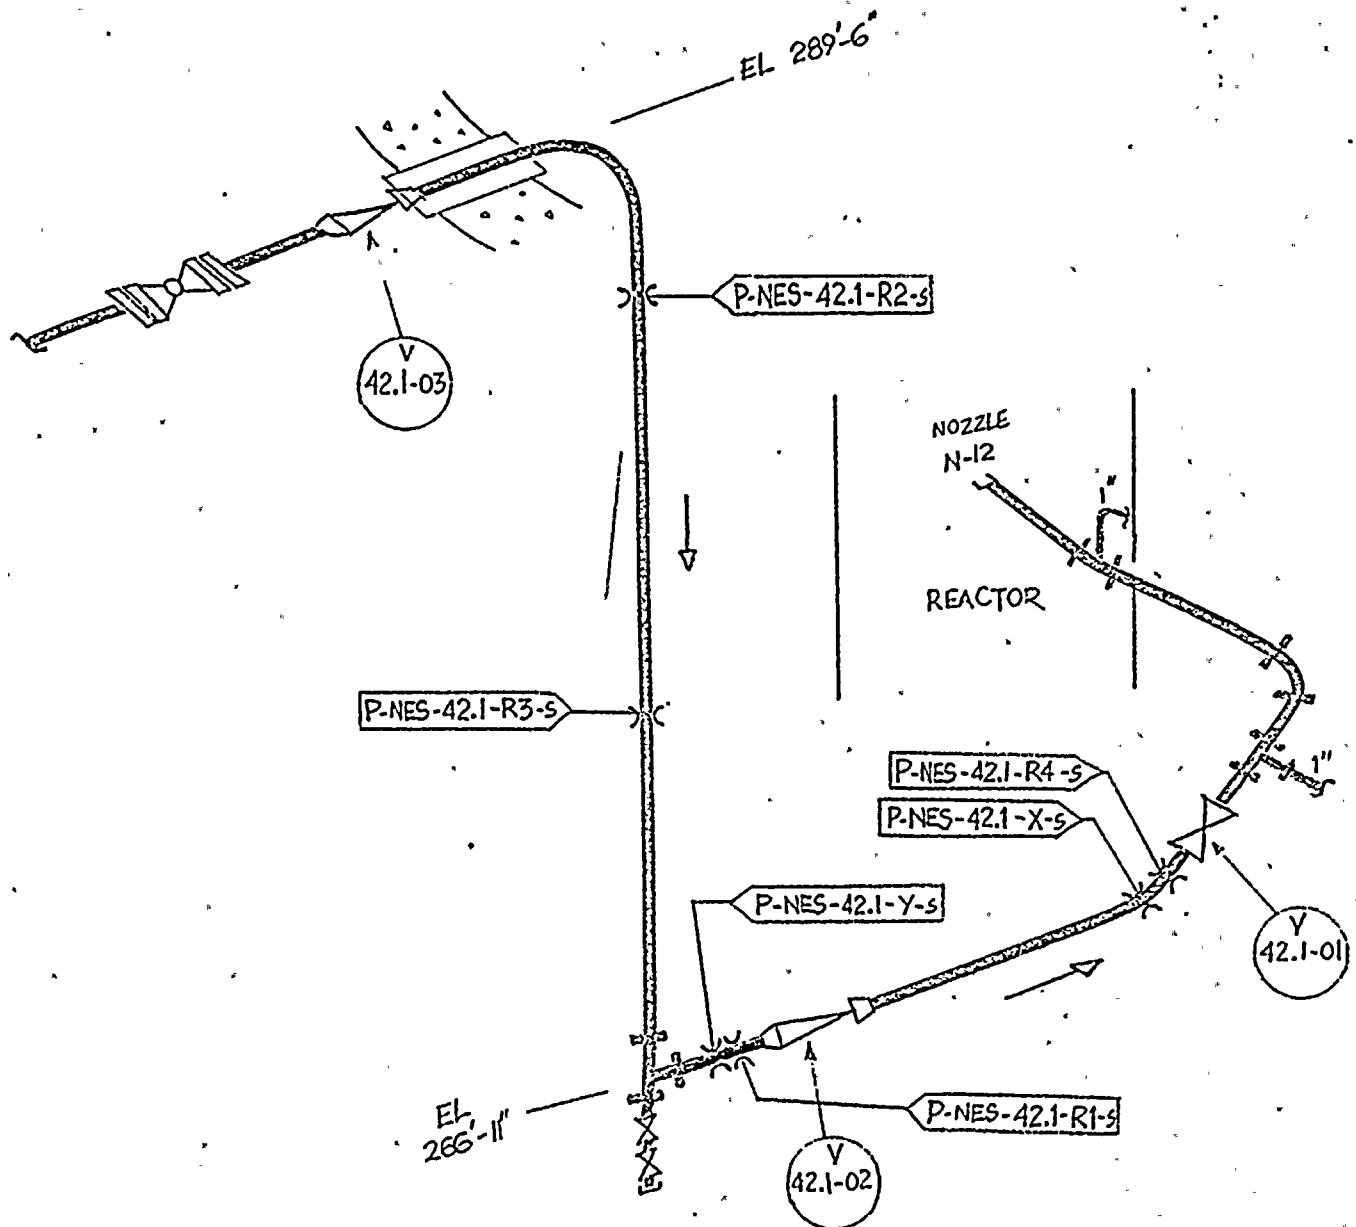 EL 289'-6"
P-NES-42.1-R2-s
V
42.1-03
NOZZLE
N-12
1"
REACTOR
P-NES-42.1-R3-s
P-NES-42.1-R4-s
1"
P-NES-42.1-X-s
P-NES-42.1-Y-s
V
42.1-01
EL
266'-11"
P-NES-42.1-R1-s
V
42.1-02